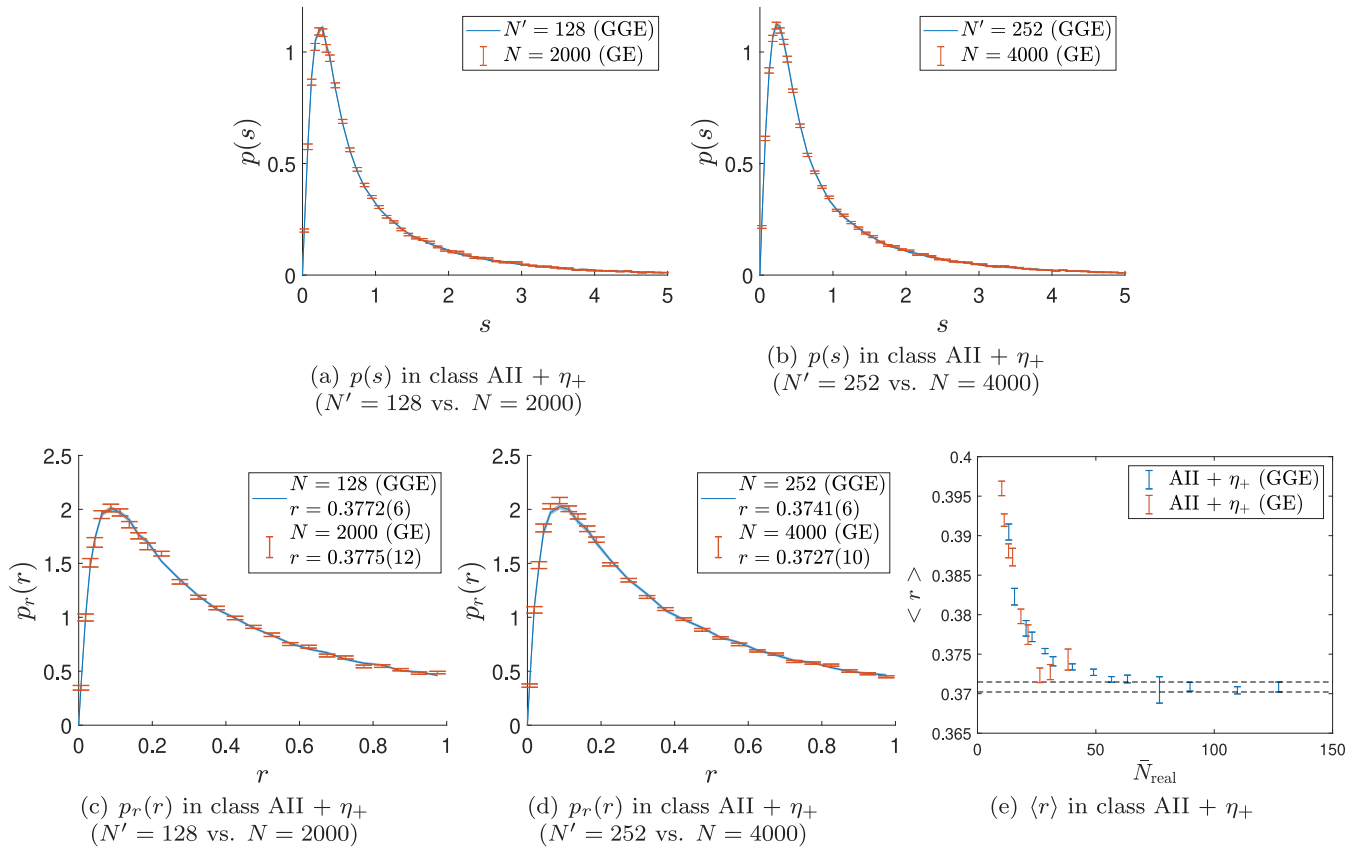 p(s)
1
0.5
0
N′ = 128 (GGE)
N = 2000 (GE)
0 1 2 3 4 5
s
(a) p(s) in class AII + η₊
(N′ = 128 vs. N = 2000)
p(s)
1
0.5
0
N′ = 252 (GGE)
N = 4000 (GE)
0 1 2 3 4 5
s
(b) p(s) in class AII + η₊
(N′ = 252 vs. N = 4000)
pᵣ(r)
2.5
2
1.5
1
0.5
0
N = 128 (GGE)
r = 0.3772(6)
N = 2000 (GE)
r = 0.3775(12)
0 0.2 0.4 0.6 0.8 1
r
(c) pᵣ(r) in class AII + η₊
(N′ = 128 vs. N = 2000)
pᵣ(r)
2.5
2
1.5
1
0.5
0
N = 252 (GGE)
r = 0.3741(6)
N = 4000 (GE)
r = 0.3727(10)
0 0.2 0.4 0.6 0.8 1
r
(d) pᵣ(r) in class AII + η₊
(N′ = 252 vs. N = 4000)
< r >
0.4
0.395
0.39
0.385
0.38
0.375
0.37
0.365
AII + η₊ (GGE)
AII + η₊ (GE)
0 50 100 150
N̄real
(e) ⟨r⟩ in class AII + η₊